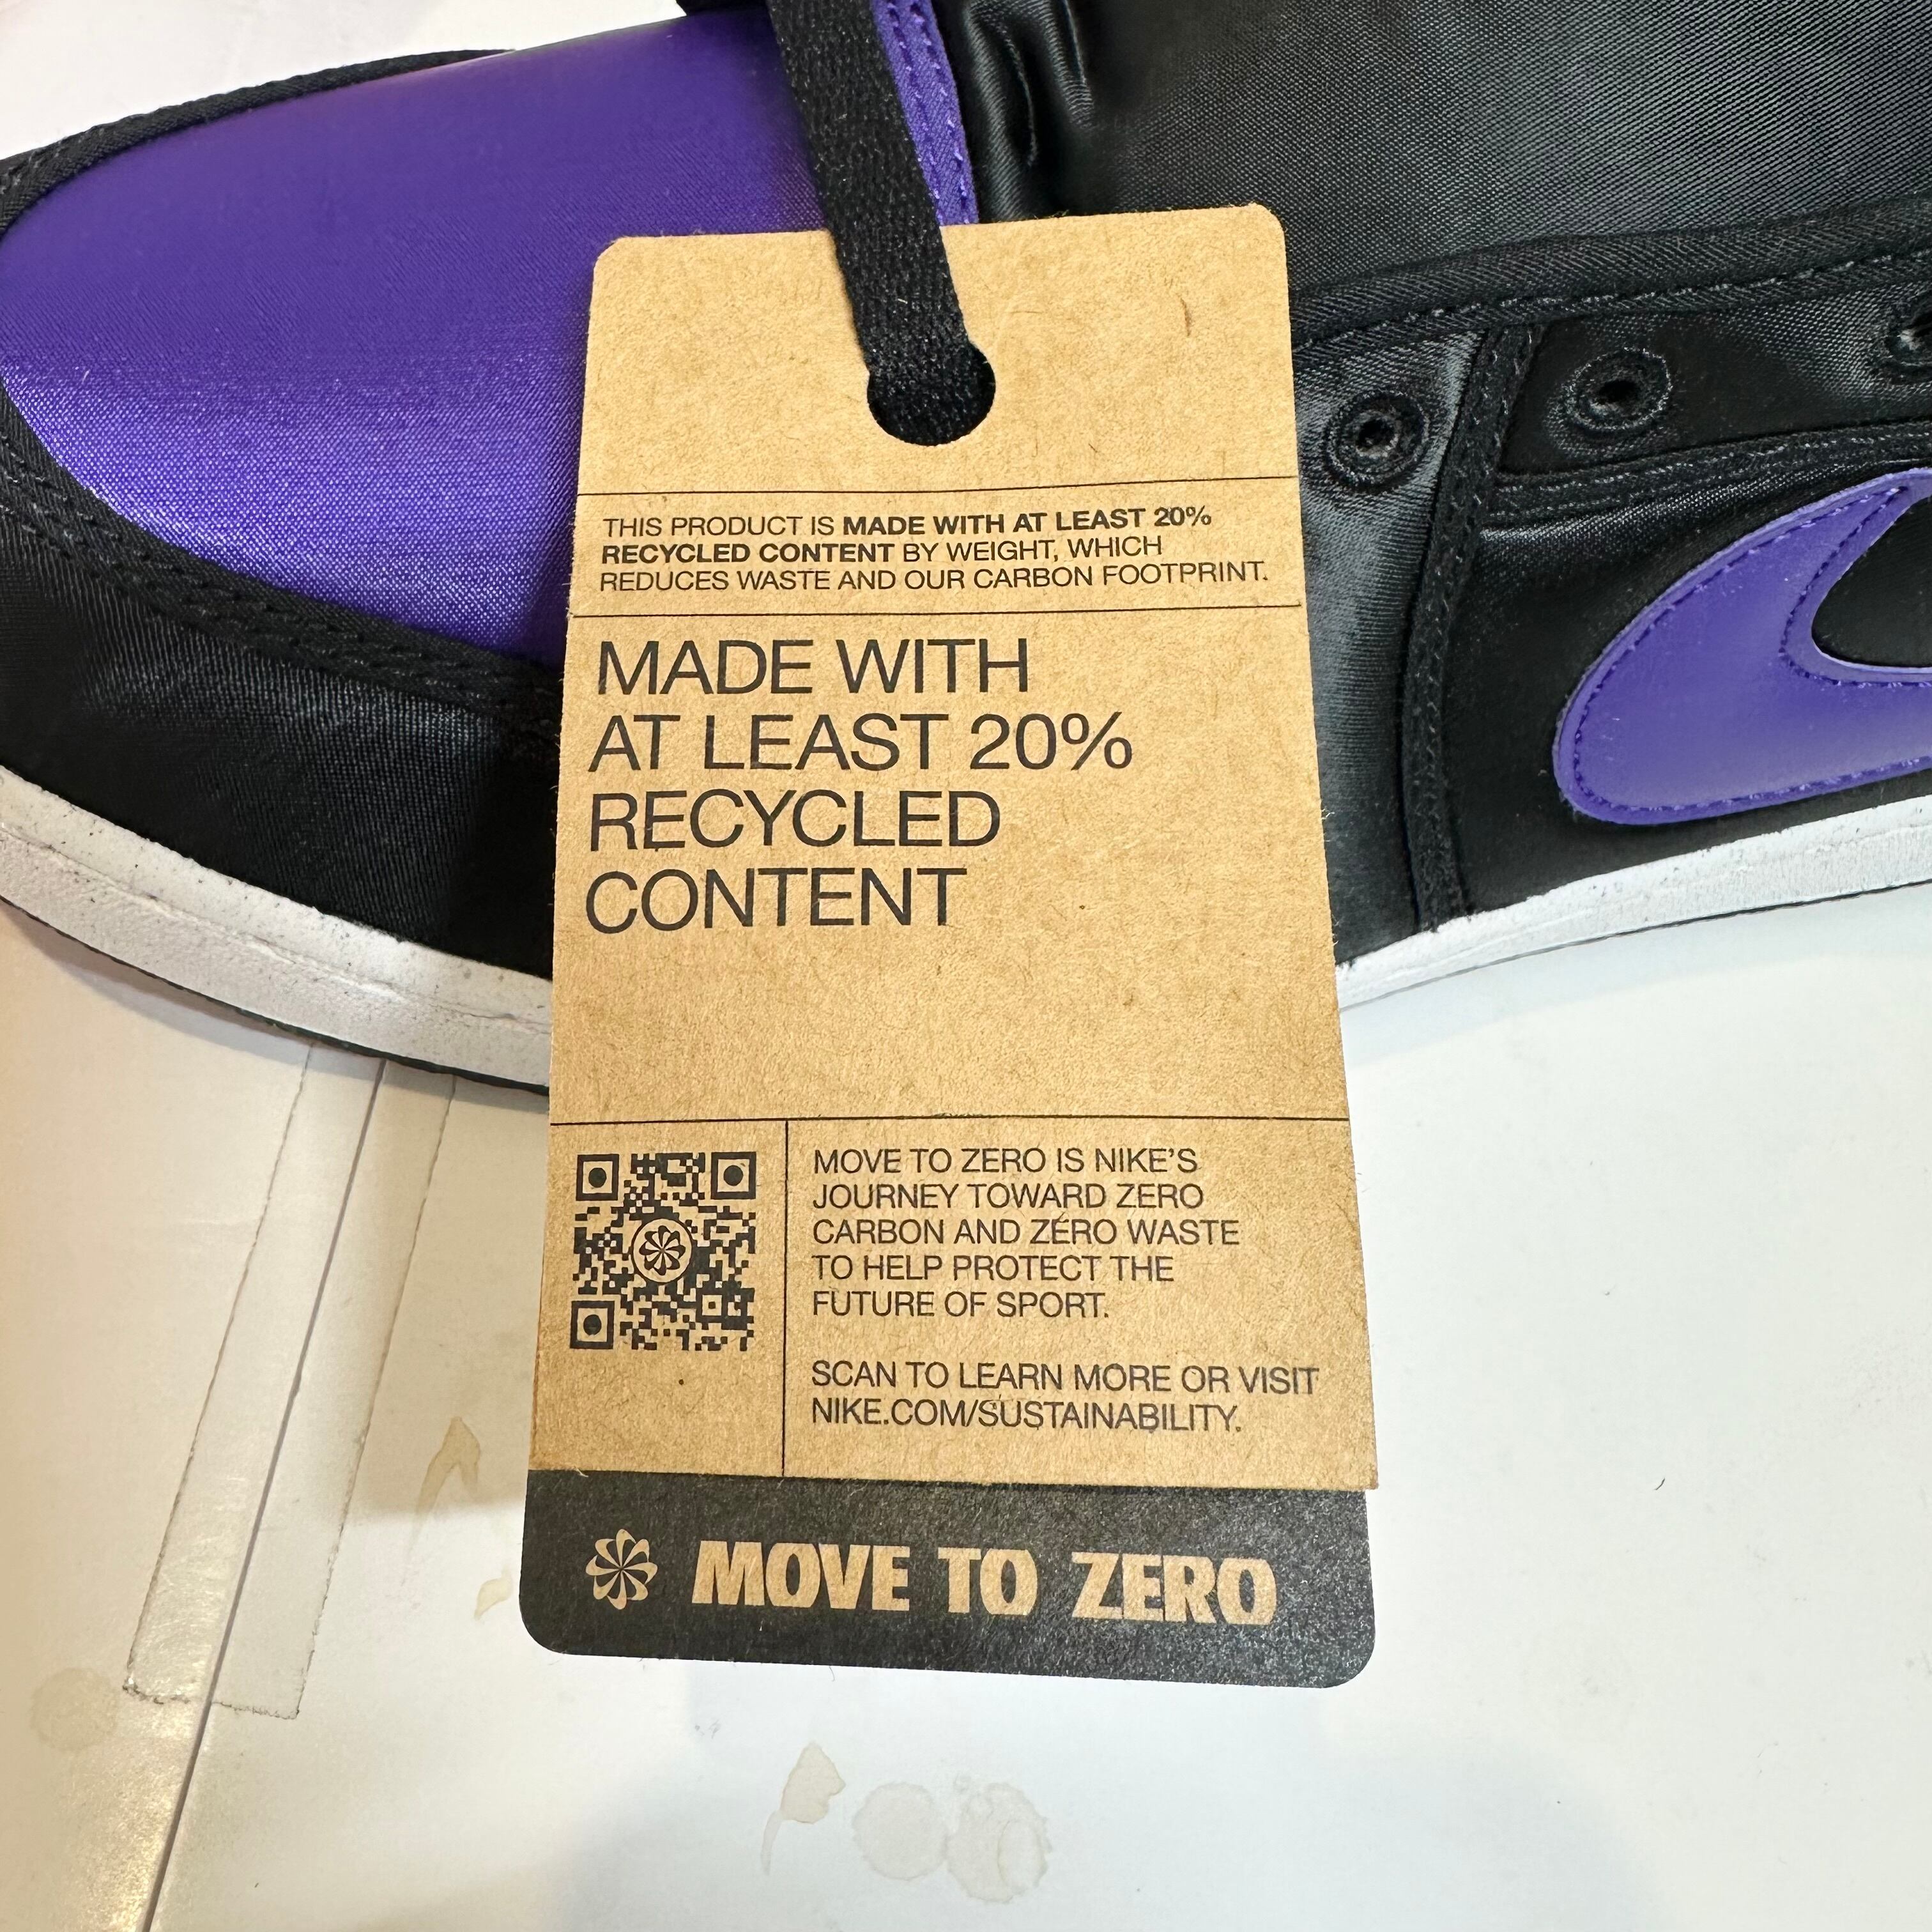 THIS PRODUCT IS MADE WITH AT LEAST 20%
RECYCLED CONTENT BY WEIGHT, WHICH
REDUCES WASTE AND OUR CARBON FOOTPRINT.
MADE WITH
AT LEAST 20%
RECYCLED
CONTENT
MOVE TO ZERO IS NIKE'S
JOURNEY TOWARD ZERO
CARBON AND ZERO WASTE
TO HELP PROTECT THE
FUTURE OF SPORT.
SCAN TO LEARN MORE OR VISIT
NIKE.COM/SUSTAINABILITY.
MOVE TO ZERO